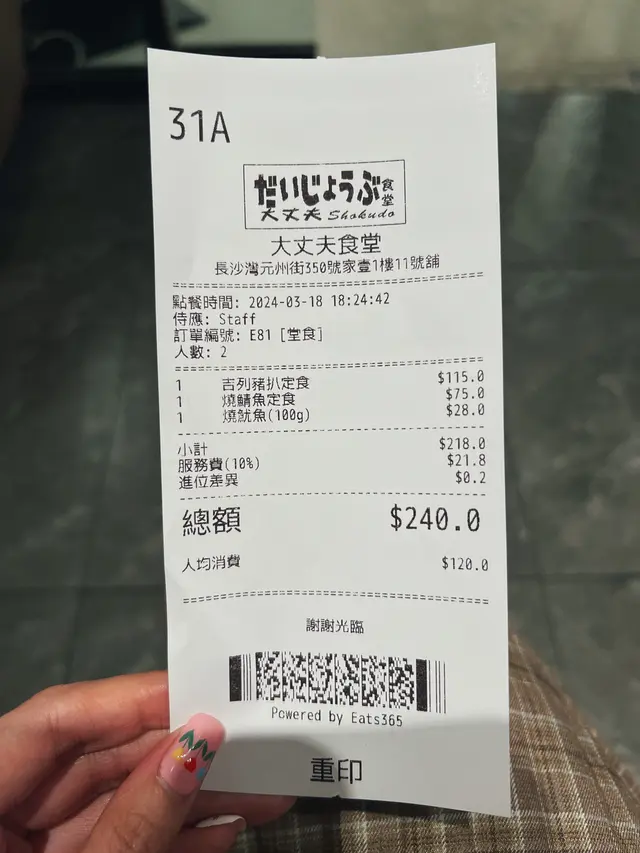 31A
だいじょうぶ食堂
大丈夫 Shokudo
大丈夫食堂
長沙灣元州街350號家壹1樓11號舖
點餐時間: 2024-03-18 18:24:42
侍應: Staff
訂單編號: E81 [堂食]
人數: 2
1 吉列豬扒定食 $115.0
1 燒鯖魚定食 $75.0
1 燒魷魚(100g) $28.0
小計 $218.0
服務費(10%) $21.8
進位差異 $0.2
總額 $240.0
人均消費 $120.0
謝謝光臨
Powered by Eats365
重印